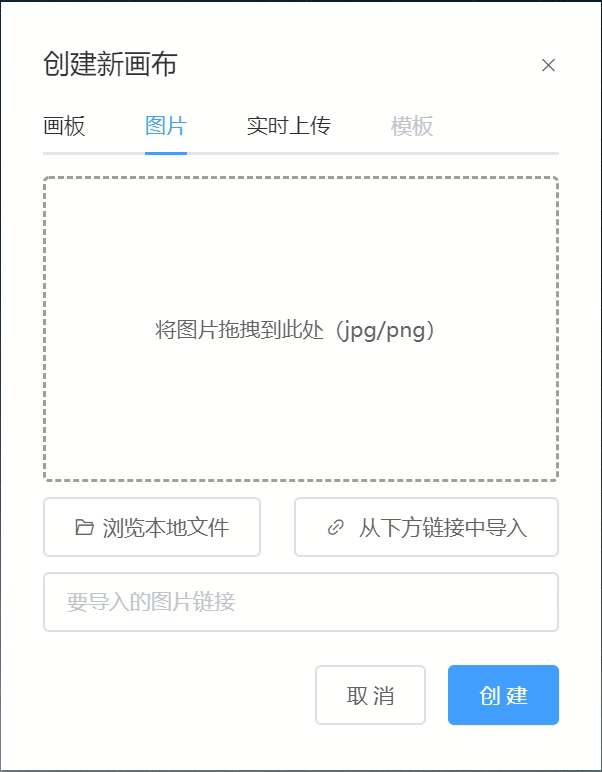 创建新画布
画板 图片 实时上传 模板
将图片拖拽到此处（jpg/png）
浏览本地文件 从下方链接中导入
要导入的图片链接
取消 创建